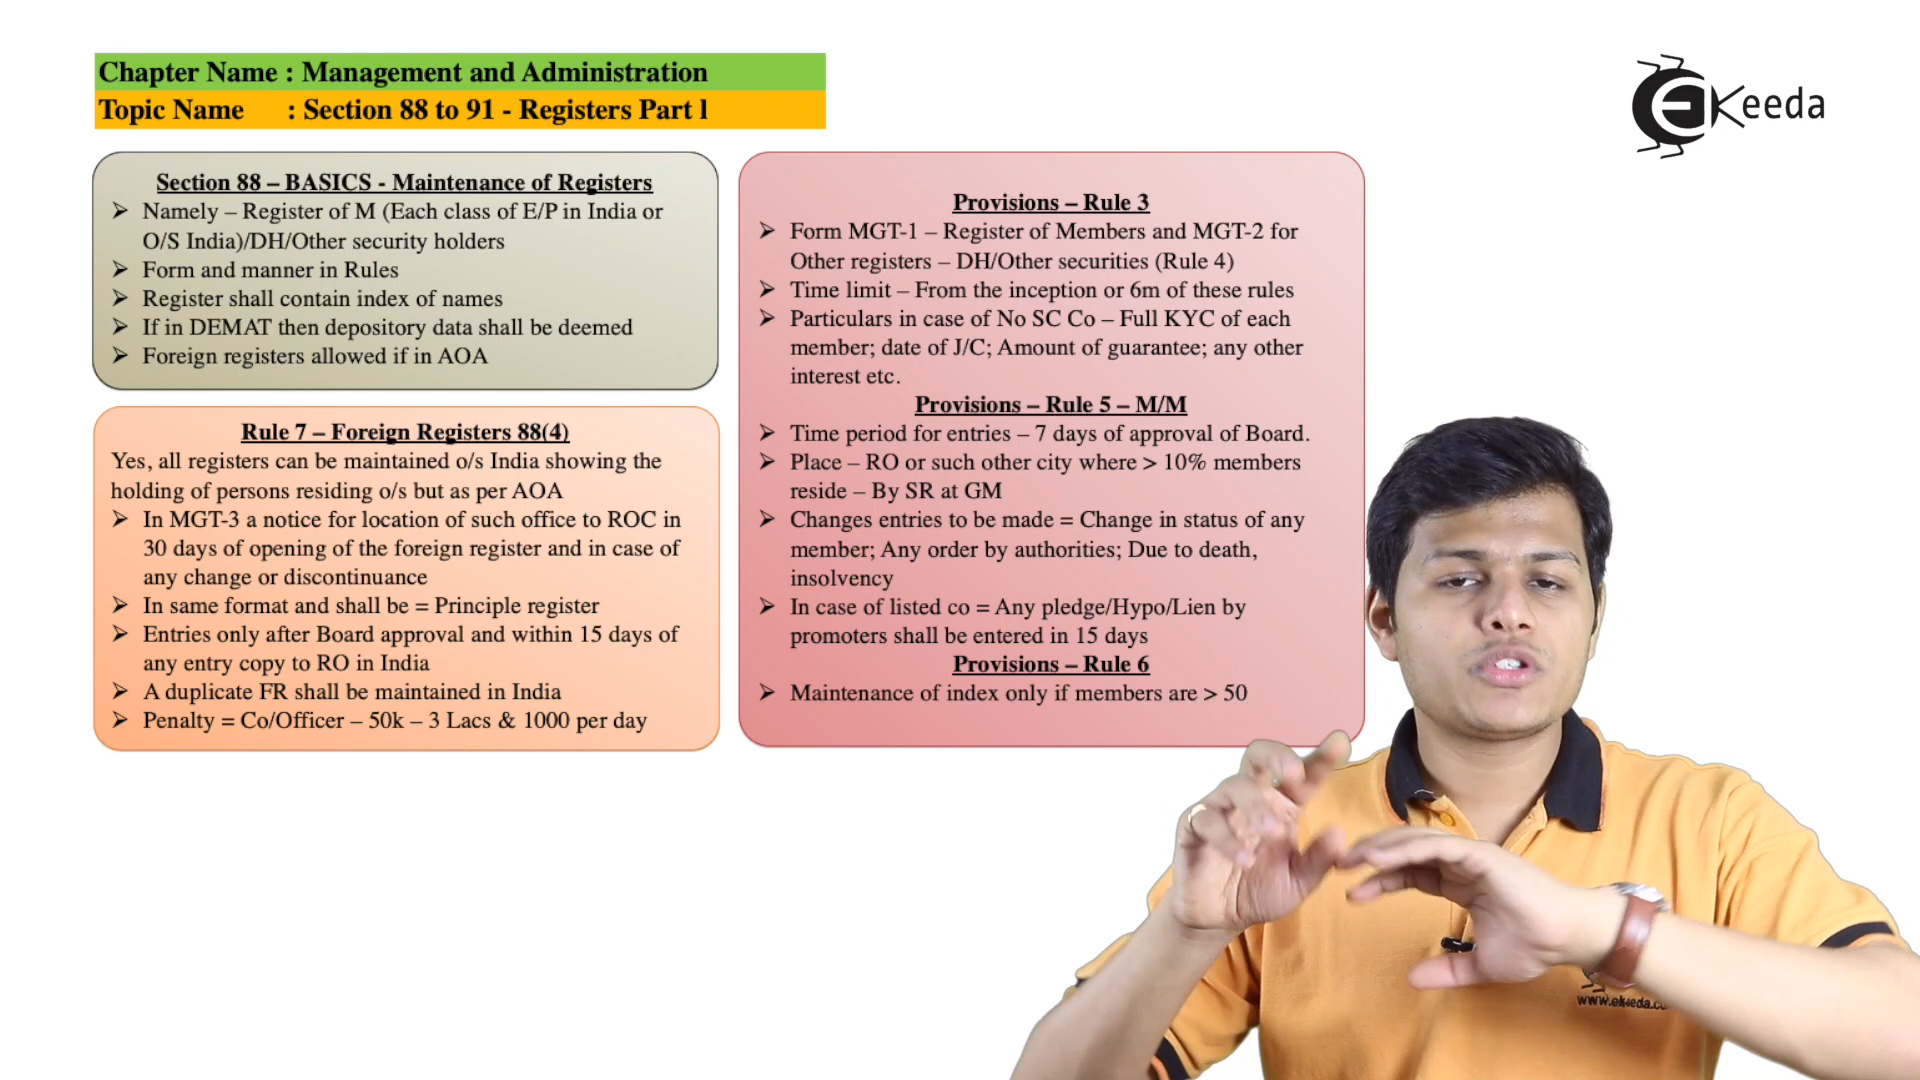 Chapter Name : Management and Administration
Topic Name : Section 88 to 91 - Registers Part l
Keeda
Section 88 – BASICS - Maintenance of Registers
➢ Namely – Register of M (Each class of E/P in India or
O/S India)/DH/Other security holders
➢ Form and manner in Rules
➢ Register shall contain index of names
➢ If in DEMAT then depository data shall be deemed
➢ Foreign registers allowed if in AOA
Rule 7 – Foreign Registers 88(4)
Yes, all registers can be maintained o/s India showing the
holding of persons residing o/s but as per AOA
➢ In MGT-3 a notice for location of such office to ROC in
30 days of opening of the foreign register and in case of
any change or discontinuance
➢ In same format and shall be = Principle register
➢ Entries only after Board approval and within 15 days of
any entry copy to RO in India
➢ A duplicate FR shall be maintained in India
➢ Penalty = Co/Officer – 50k – 3 Lacs & 1000 per day
Provisions – Rule 3
➢ Form MGT-1 – Register of Members and MGT-2 for
Other registers – DH/Other securities (Rule 4)
➢ Time limit – From the inception or 6m of these rules
➢ Particulars in case of No SC Co – Full KYC of each
member; date of J/C; Amount of guarantee; any other
interest etc.
Provisions – Rule 5 – M/M
➢ Time period for entries – 7 days of approval of Board.
➢ Place – RO or such other city where > 10% members
reside – By SR at GM
➢ Changes entries to be made = Change in status of any
member; Any order by authorities; Due to death,
insolvency
➢ In case of listed co = Any pledge/Hypo/Lien by
promoters shall be entered in 15 days
Provisions – Rule 6
➢ Maintenance of index only if members are > 50